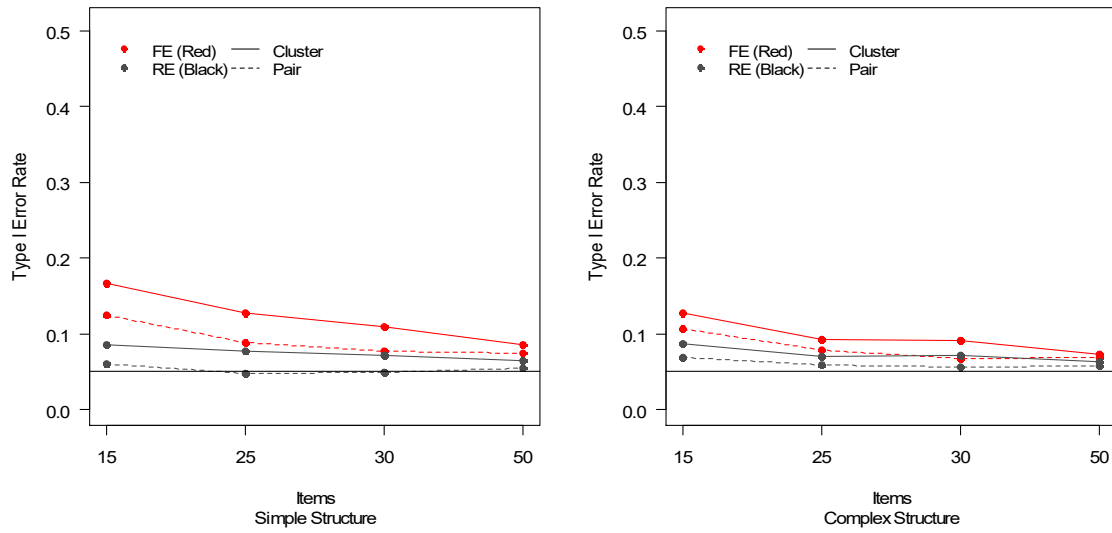 0.5
0.4
0.3
0.2
0.1
0.0
Type I Error Rate
FE (Red) Cluster
RE (Black) Pair
15 25 30 50
Items
Simple Structure
0.5
0.4
0.3
0.2
0.1
0.0
Type I Error Rate
FE (Red) Cluster
RE (Black) Pair
15 25 30 50
Items
Complex Structure